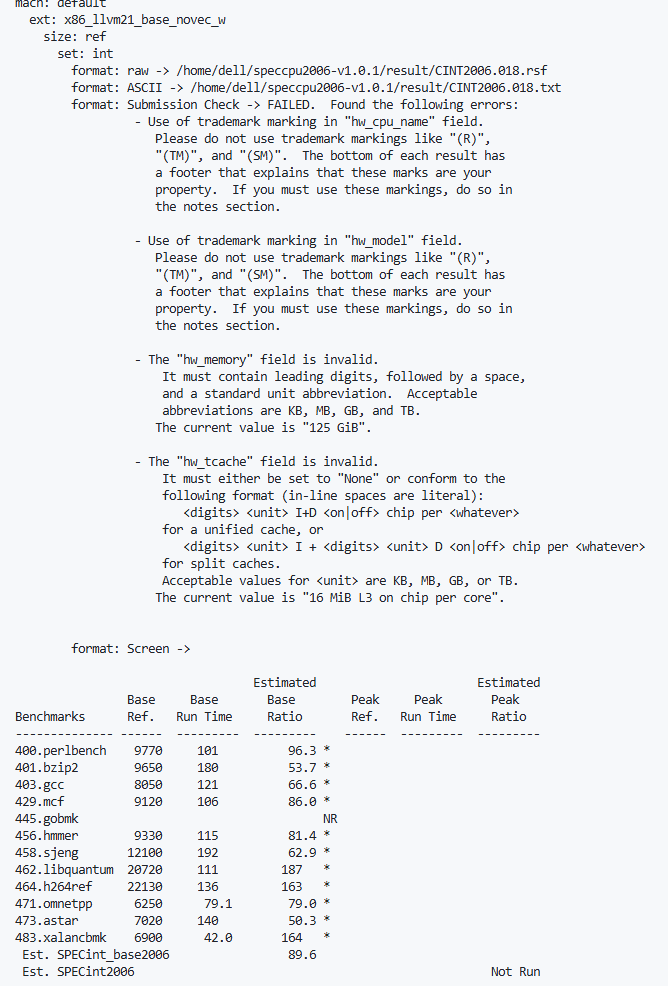 mach: default
ext: x86_llvm21_base_novec_w
size: ref
set: int
format: raw -> /home/dell/speccpu2006-v1.0.1/result/CINT2006.018.rsf
format: ASCII -> /home/dell/speccpu2006-v1.0.1/result/CINT2006.018.txt
format: Submission Check -> FAILED.  Found the following errors:
- Use of trademark marking in "hw_cpu_name" field.
Please do not use trademark markings like "(R)",
"(TM)", and "(SM)".  The bottom of each result has
a footer that explains that these marks are your
property.  If you must use these markings, do so in
the notes section.
- Use of trademark marking in "hw_model" field.
Please do not use trademark markings like "(R)",
"(TM)", and "(SM)".  The bottom of each result has
a footer that explains that these marks are your
property.  If you must use these markings, do so in
the notes section.
- The "hw_memory" field is invalid.
It must contain leading digits, followed by a space,
and a standard unit abbreviation.  Acceptable
abbreviations are KB, MB, GB, and TB.
The current value is "125 GiB".
- The "hw_tcache" field is invalid.
It must either be set to "None" or conform to the
following format (in-line spaces are literal):
<digits> <unit> I+D <on|off> chip per <whatever>
for a unified cache, or
<digits> <unit> I + <digits> <unit> D <on|off> chip per <whatever>
for split caches.
Acceptable values for <unit> are KB, MB, GB, or TB.
The current value is "16 MiB L3 on chip per core".
format: Screen ->
Estimated Estimated
Base Base Base Peak Peak Peak
Benchmarks Ref. Run Time Ratio Ref. Run Time Ratio
-------------- ------ --------- --------- ------ --------- ---------
400.perlbench 9770 101 96.3 *
401.bzip2 9650 180 53.7 *
403.gcc 8050 121 66.6 *
429.mcf 9120 106 86.0 *
445.gobmk NR
456.hmmer 9330 115 81.4 *
458.sjeng 12100 192 62.9 *
462.libquantum 20720 111 187 *
464.h264ref 22130 136 163 *
471.omnetpp 6250 79.1 79.0 *
473.astar 7020 140 50.3 *
483.xalancbmk 6900 42.0 164 *
Est. SPECint_base2006 89.6
Est. SPECint2006 Not Run